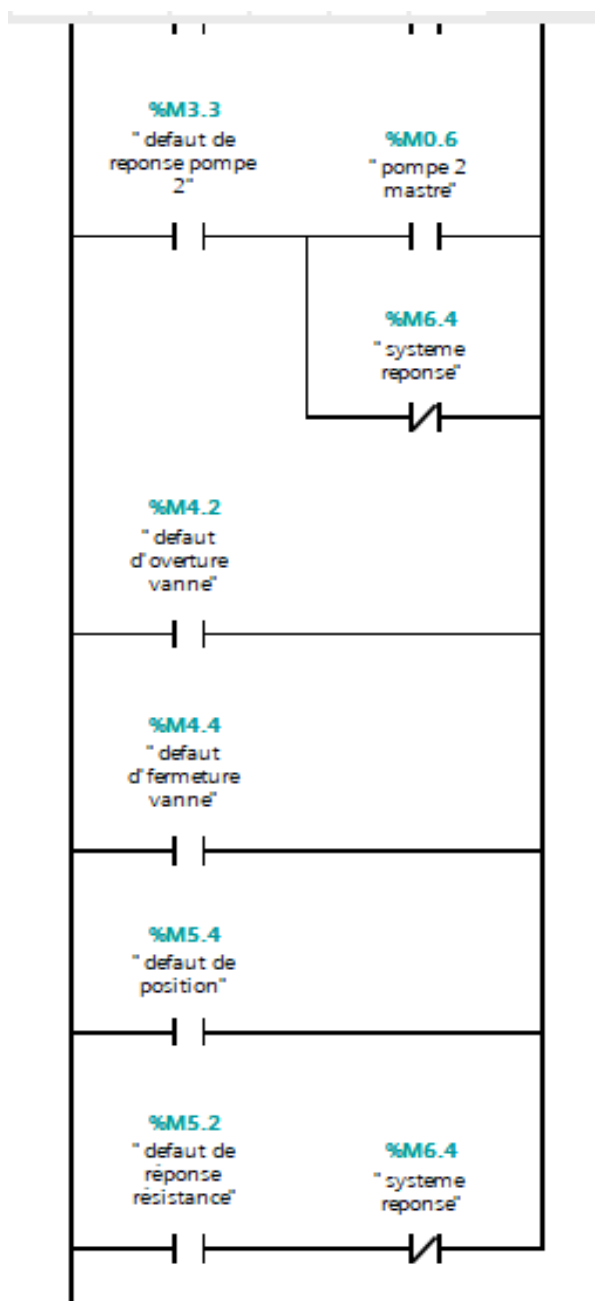 %M3.3
"defaut de
reponse pompe
2"
%M0.6
"pompe 2
mastre"
%M6.4
"systeme
reponse"
%M4.2
"defaut
d'overture
vanne"
%M4.4
"defaut
d'fermeture
vanne"
%M5.4
"defaut de
position"
%M5.2
"defaut de
réponse
résistance"
%M6.4
"systeme
reponse"